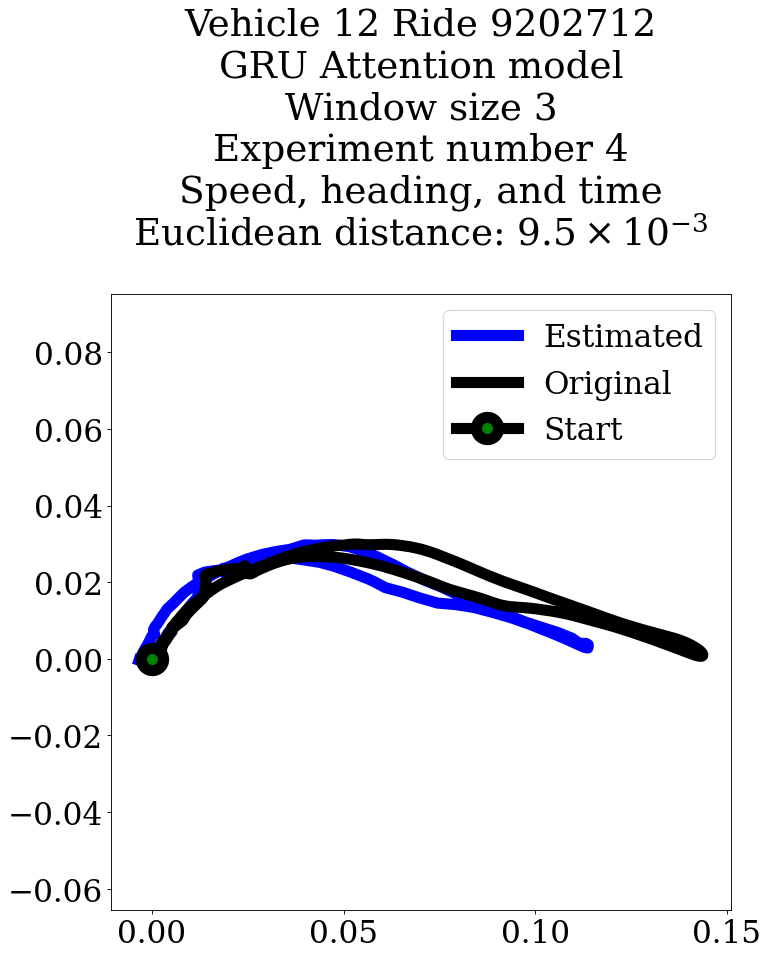 Vehicle 12 Ride 9202712
GRU Attention model
Window size 3
Experiment number 4
Speed, heading, and time
Euclidean distance: 9.5 × 10⁻³
Estimated
Original
Start
0.08
0.06
0.04
0.02
0.00
−0.02
−0.04
−0.06
0.00 0.05 0.10 0.15